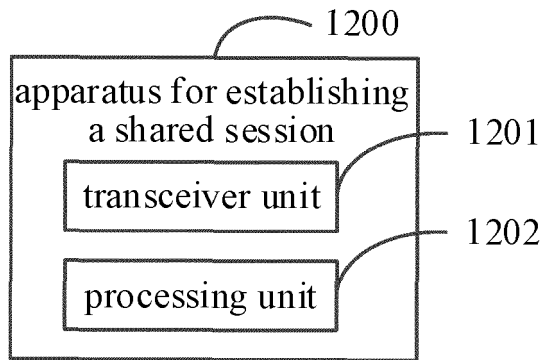 1200
apparatus for establishing
a shared session
1201
transceiver unit
1202
processing unit